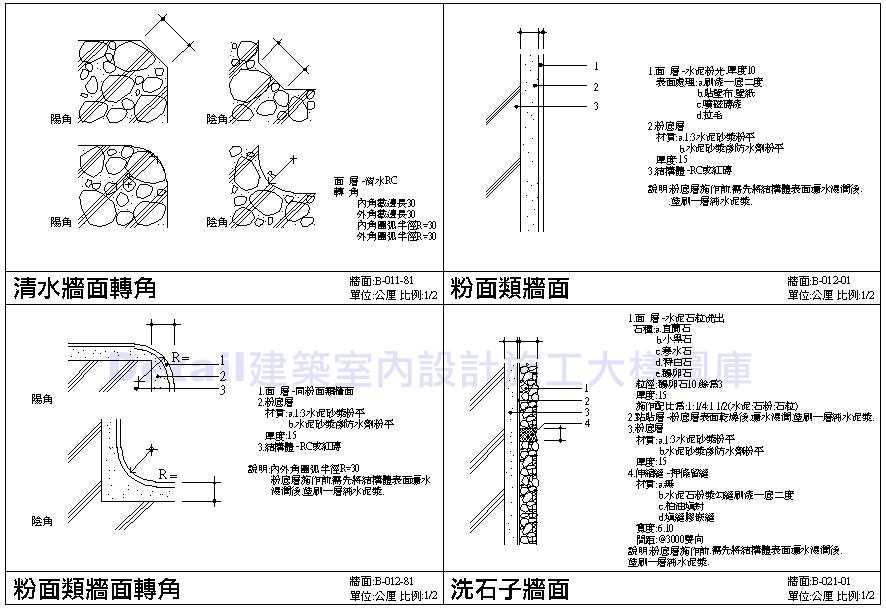 陽角
陰角
陽角
陰角
面 層-清水RC
轉 角
內角截邊長30
外角截邊長30
內角圓弧半徑R=30
外角圓弧半徑R=30
清水牆面轉角
牆面:B-011-81
單位:公厘 比例:1/2
1
2
3
1.面 層-水泥粉光.厚度10
表面處理:a.刷漆一底二度
b.貼壁布.壁紙
c.噴磁磚漆
d.拉毛
2.粉底層
材質:a.1:3水泥砂漿粉平
b.水泥砂漿滲防水劑粉平
厚度:15
3.結構體-RC或紅磚
說明:粉底層施作前.需先將結構體表面灑水濕潤後.
塗刷一層純水泥漿.
粉面類牆面
牆面:B-012-01
單位:公厘 比例:1/2
Detail建築室內設計施工大樣圖庫
R=
1
2
3
陽角
R=
陰角
1.面 層-同粉面類牆面
2.粉底層
材質:a.1:3水泥砂漿粉平
b.水泥砂漿滲防水劑粉平
厚度:15
3.結構體-RC或紅磚
說明:內外角圓弧半徑R=30
粉底層施作前.需先將結構體表面灑水
濕潤後.塗刷一層純水泥漿.
粉面類牆面轉角
牆面:B-012-81
單位:公厘 比例:1/2
1
2
3
4
1.面 層-水泥石粒洗出
石種:a.宜蘭石
b.小黑石
c.寒水石
d.特白石
e.鵝卵石
粒徑:鵝卵石10.餘為3
厚度:15
施作配比為:1:1/4:1 1/2(水泥:石粉:石粒)
2.黏貼層-粉底層表面乾燥後.灑水濕潤.塗刷一層純水泥漿.
3.粉底層
材質:a.1:3水泥砂漿粉平
b.水泥砂漿滲防水劑粉平
厚度:15
4.伸縮縫-押條留縫
材質:a.無
b.水泥石粉漿勾縫刷漆一底二度
c.柏油填封
d.填縫膠嵌縫
寬度:6.10
間距:@3000雙向
說明:粉底層施作前.需先將結構體表面灑水濕潤後.
塗刷一層純水泥漿.
洗石子牆面
牆面:B-021-01
單位:公厘 比例:1/2